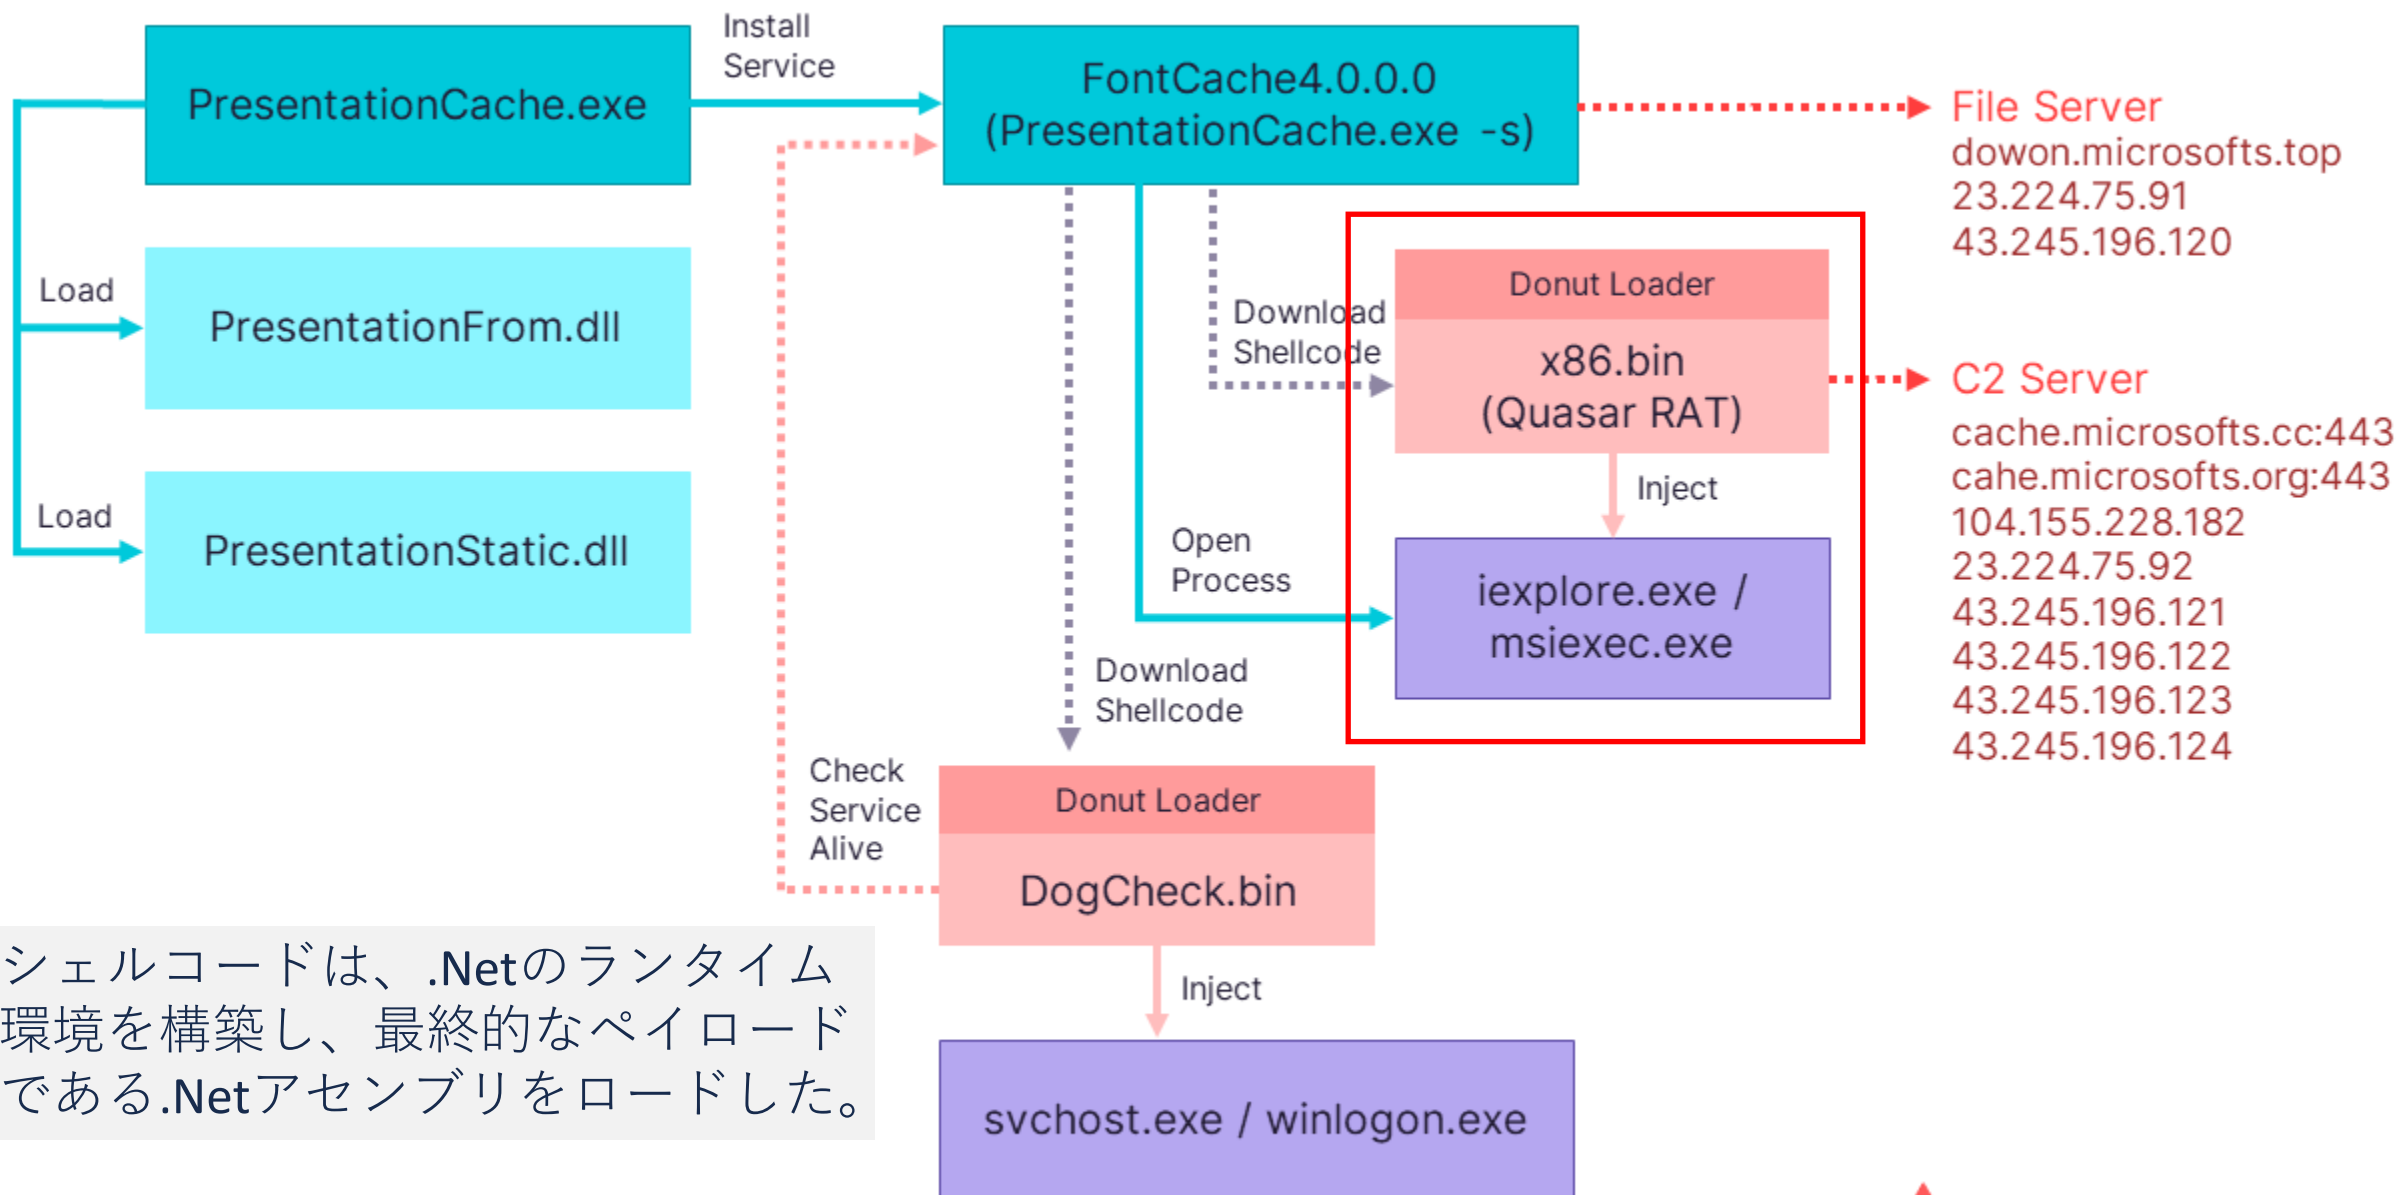 Install
Service
PresentationCache.exe
FontCache4.0.0.0
(PresentationCache.exe -s)
File Server
dowon.microsofts.top
23.224.75.91
43.245.196.120
Load
PresentationFrom.dll
Download
Shellcode
Donut Loader
x86.bin
(Quasar RAT)
C2 Server
cache.microsofts.cc:443
cahe.microsofts.org:443
104.155.228.182
23.224.75.92
43.245.196.121
43.245.196.122
43.245.196.123
43.245.196.124
Inject
Load
PresentationStatic.dll
Open
Process
iexplore.exe /
msiexec.exe
Download
Shellcode
Check
Service
Alive
Donut Loader
DogCheck.bin
Inject
svchost.exe / winlogon.exe
シェルコードは、.Netのランタイム
環境を構築し、最終的なペイロード
である.Netアセンブリをロードした。